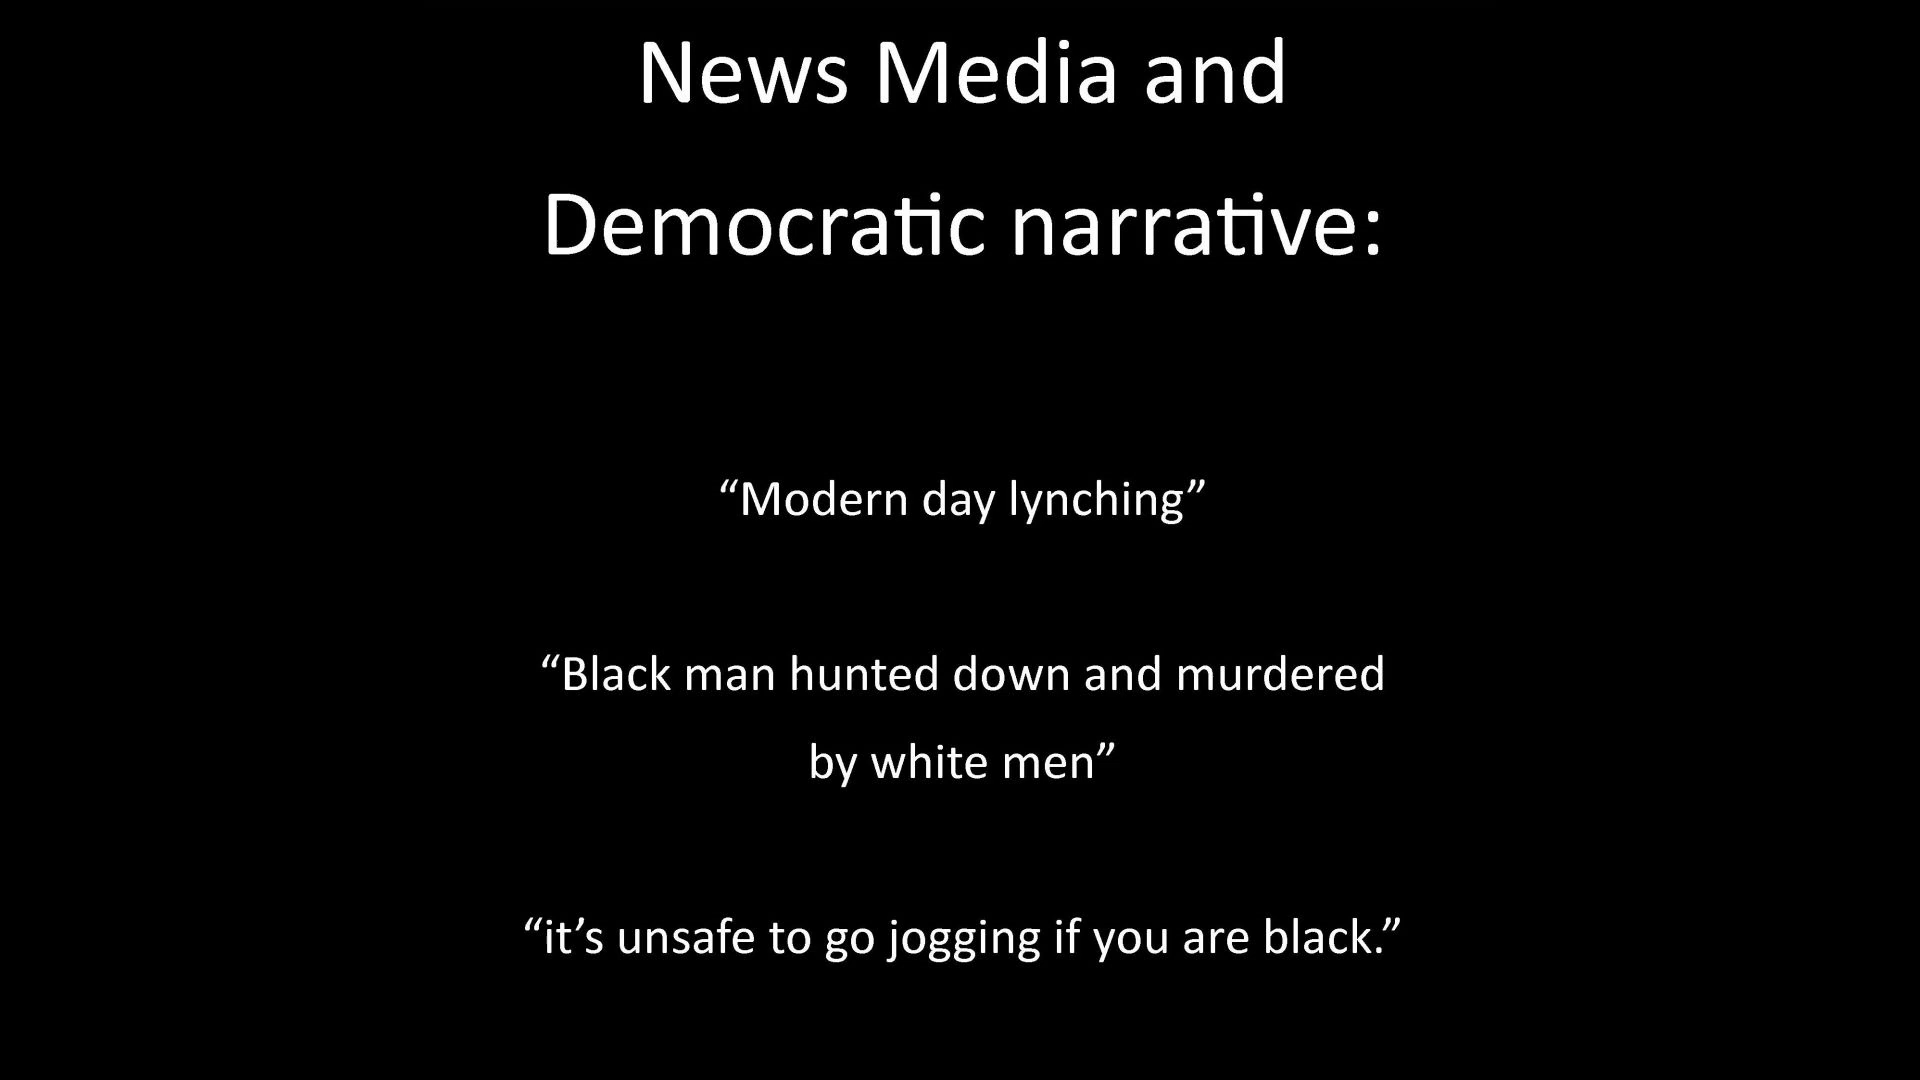 News Media and
Democratic narrative:
“Modern day lynching”
“Black man hunted down and murdered
by white men”
“it’s unsafe to go jogging if you are black.”